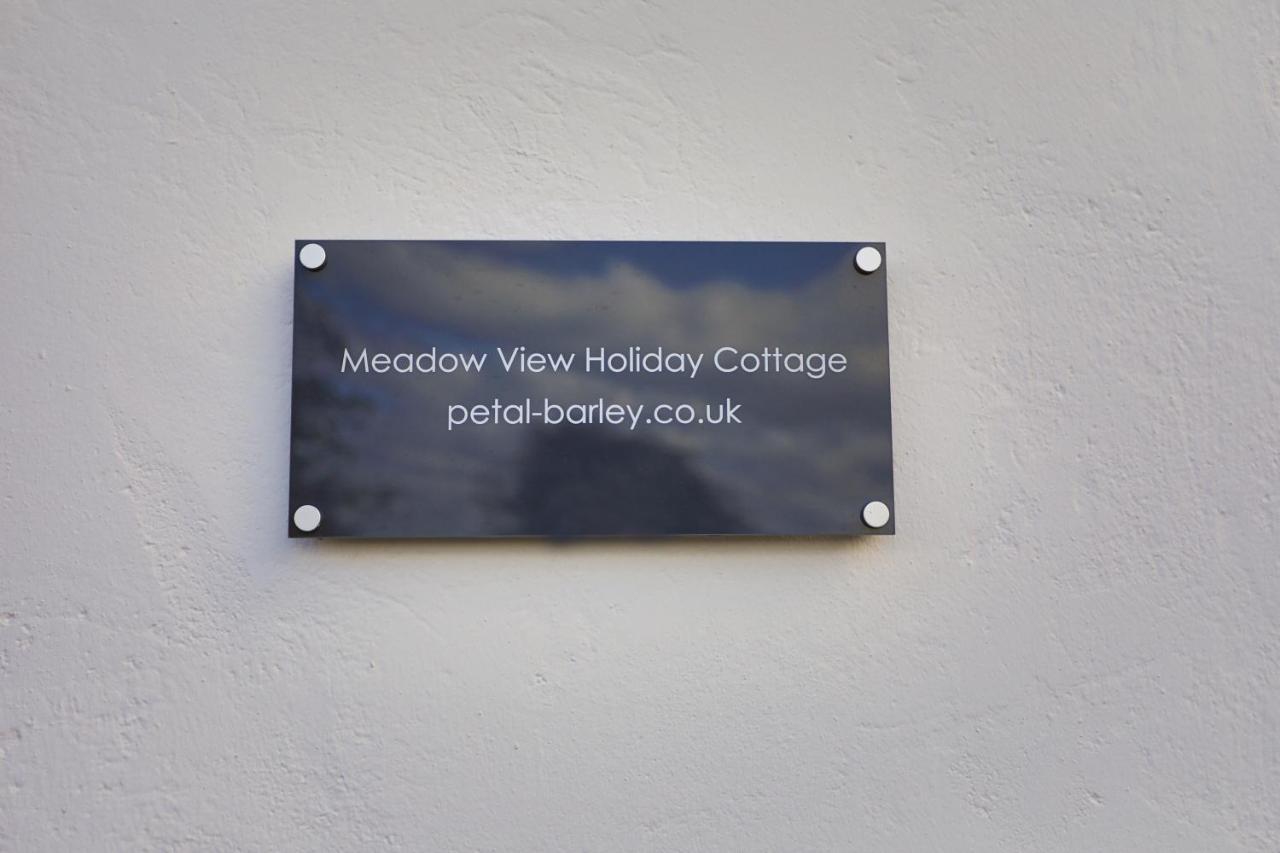 Meadow View Holiday Cottage
petal-barley.co.uk